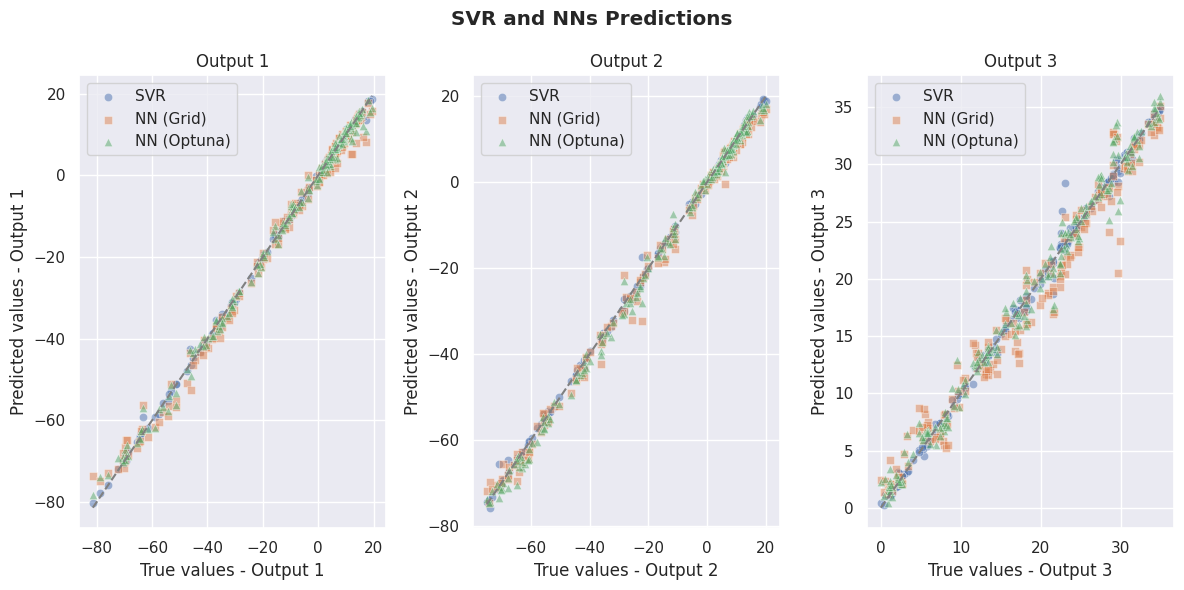 SVR and NNs Predictions
Output 1
SVR
NN (Grid)
NN (Optuna)
20
0
−20
−40
−60
−80
Predicted values - Output 1
−80 −60 −40 −20 0 20
True values - Output 1
Output 2
SVR
NN (Grid)
NN (Optuna)
20
0
−20
−40
−60
−80
Predicted values - Output 2
−60 −40 −20 0 20
True values - Output 2
Output 3
SVR
NN (Grid)
NN (Optuna)
35
30
25
20
15
10
5
0
Predicted values - Output 3
0 10 20 30
True values - Output 3